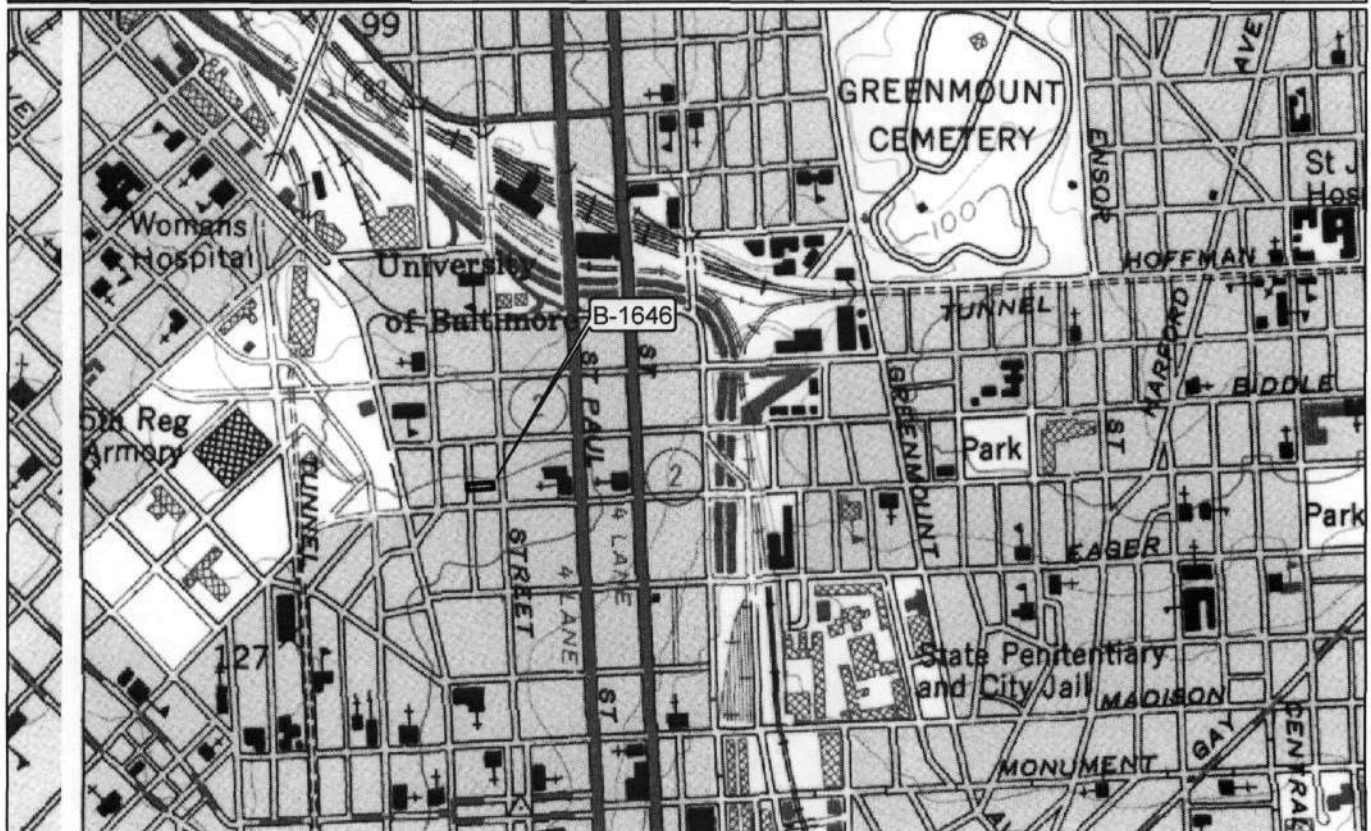 99
83
GREENMOUNT
CEMETERY
AVE
ENSOR
St J
Hos
Womans
Hospital
100
HOFFMAN
University
of Baltimore
B-1646
TUNNEL
HARFORD
ST
ST PAUL
GREENMOUNT
BIDDLE
5th Reg
Armory
TUNNEL
Park
ST
2
Park
STREET
4 LANE
4 LANE
EAGER
127
State Penitentiary
and City Jail
MADISON
ST
GAY
CENTRAL
MONUMENT